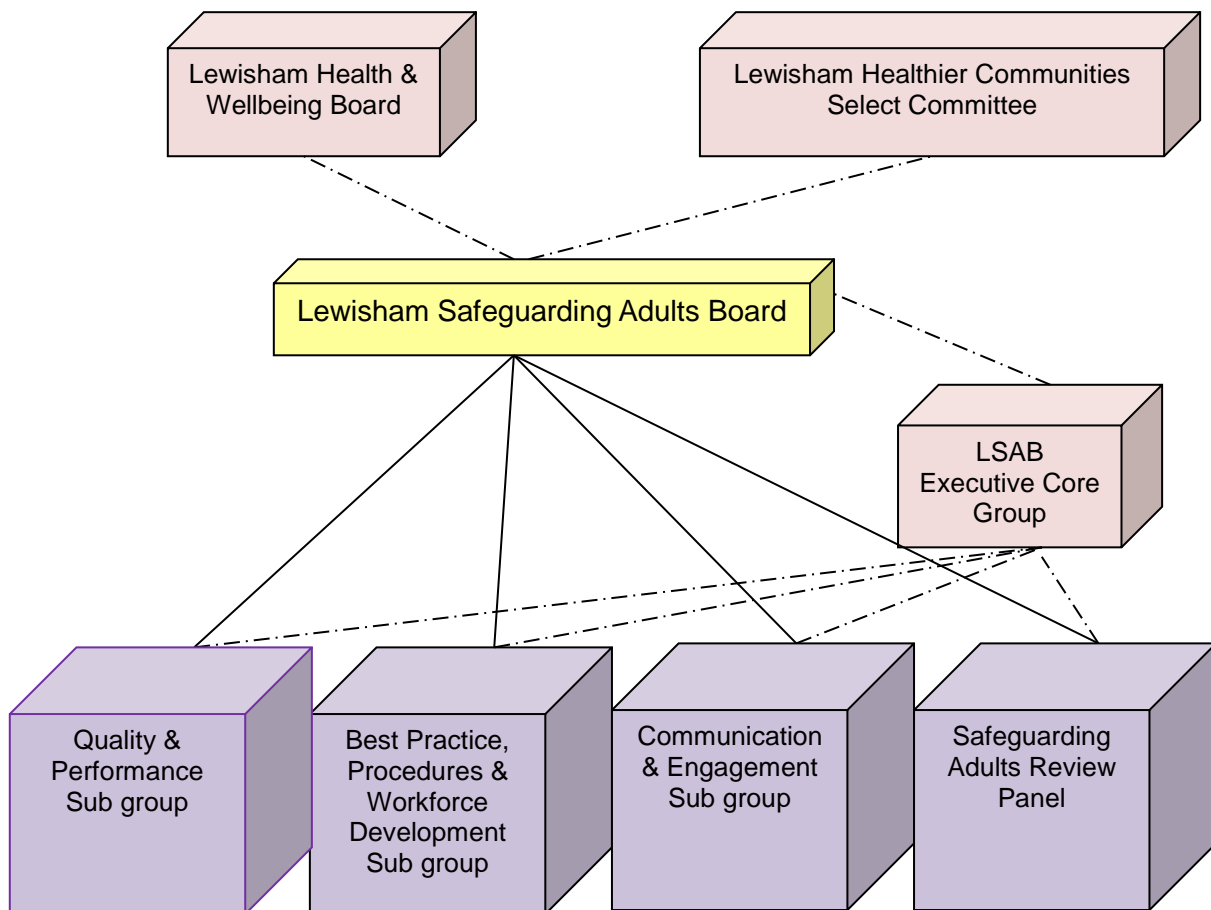 Lewisham Health &
Wellbeing Board
Lewisham Healthier Communities
Select Committee
Lewisham Safeguarding Adults Board
LSAB
Executive Core
Group
Quality &
Performance
Sub group
Best Practice,
Procedures &
Workforce
Development
Sub group
Communication
& Engagement
Sub group
Safeguarding
Adults Review
Panel